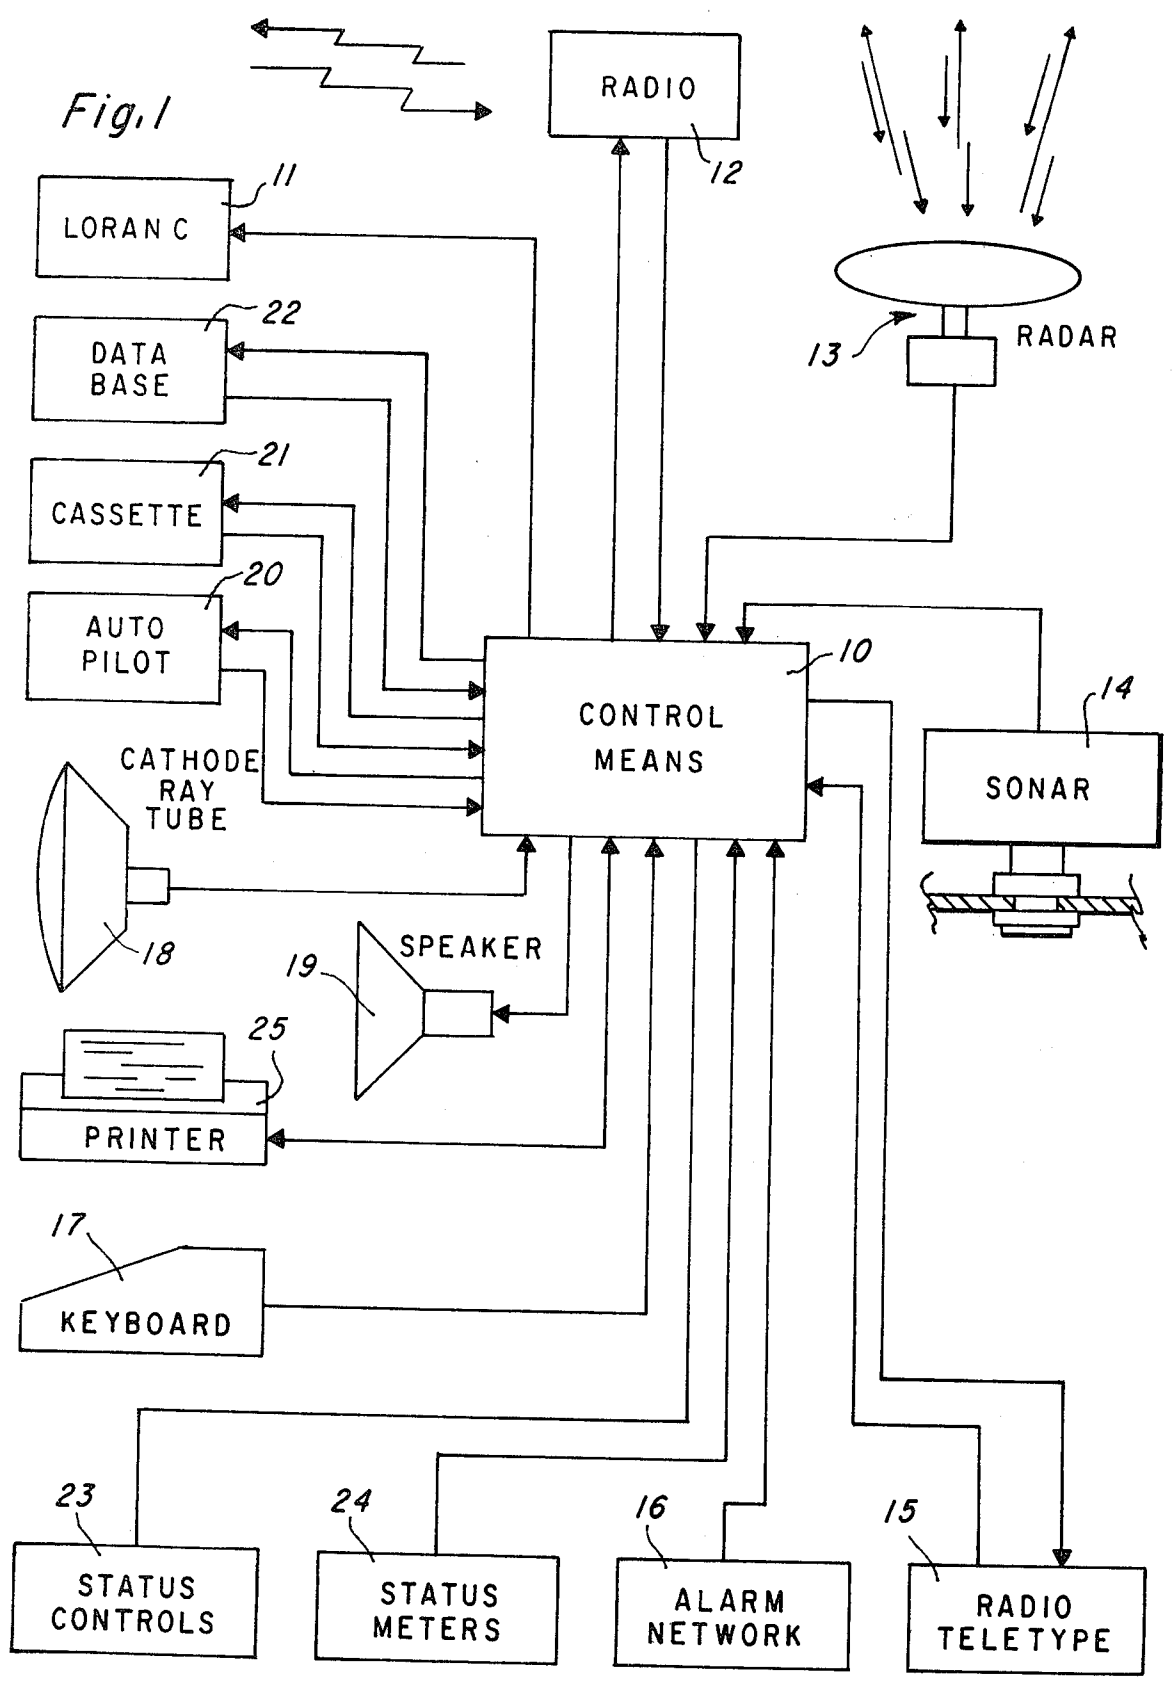 Fig. 1
RADIO
12
11
LORAN C
22
DATA
BASE
13
RADAR
21
CASSETTE
20
AUTO
PILOT
10
CONTROL
MEANS
14
SONAR
CATHODE
RAY
TUBE
18
SPEAKER
19
25
PRINTER
17
KEYBOARD
23
STATUS
CONTROLS
24
STATUS
METERS
16
ALARM
NETWORK
15
RADIO
TELETYPE